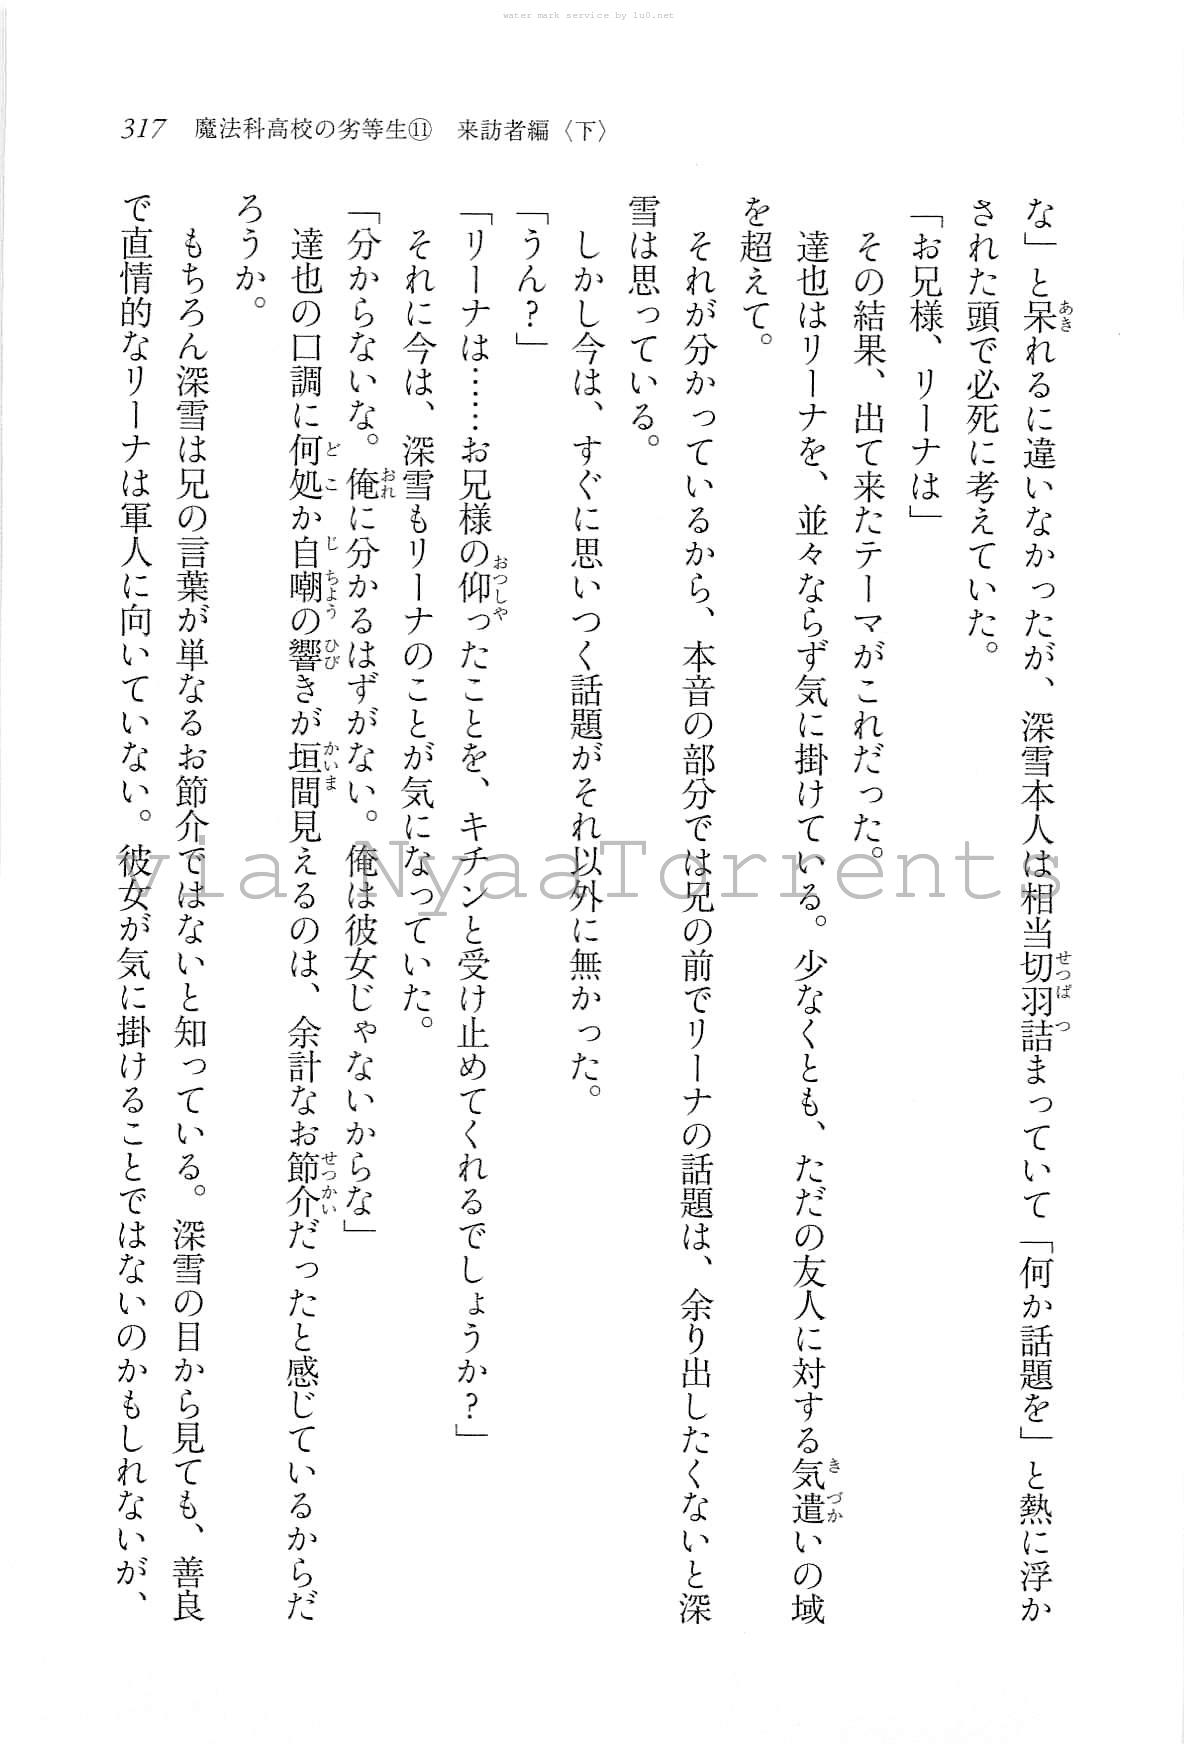 water mark service by lu0.net
317 魔法科高校の劣等生⑪ 来訪者編〈下〉
な」と呆れるに違いなかったが、深雪本人は相当切羽詰まっていて「何か話題を」と熱に浮か
された頭で必死に考えていた。
「お兄様、リーナは」
その結果、出て来たテーマがこれだった。
達也はリーナを、並々ならず気に掛けている。少なくとも、ただの友人に対する気遣いの域
を超えて。
それが分かっているから、本音の部分では兄の前でリーナの話題は、余り出したくないと深
雪は思っている。
しかし今は、すぐに思いつく話題がそれ以外に無かった。
「うん?」
「リーナは……お兄様の仰ったことを、キチンと受け止めてくれるでしょうか?」
それに今は、深雪もリーナのことが気になっていた。
「分からないな。俺に分かるはずがない。俺は彼女じゃないからな」
達也の口調に何処か自嘲の響きが垣間見えるのは、余計なお節介だったと感じているからだ
ろうか。
もちろん深雪は兄の言葉が単なるお節介ではないと知っている。深雪の目から見ても、善良
で直情的なリーナは軍人に向いていない。彼女が気に掛けることではないのかもしれないが、
via NyaaTorrents